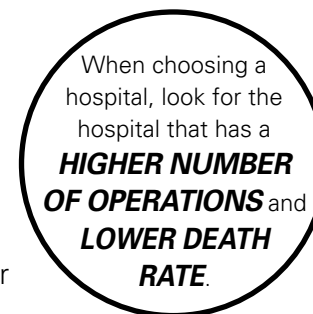 When choosing a
hospital, look for the
hospital that has a
HIGHER NUMBER
OF OPERATIONS and
LOWER DEATH
RATE.
r